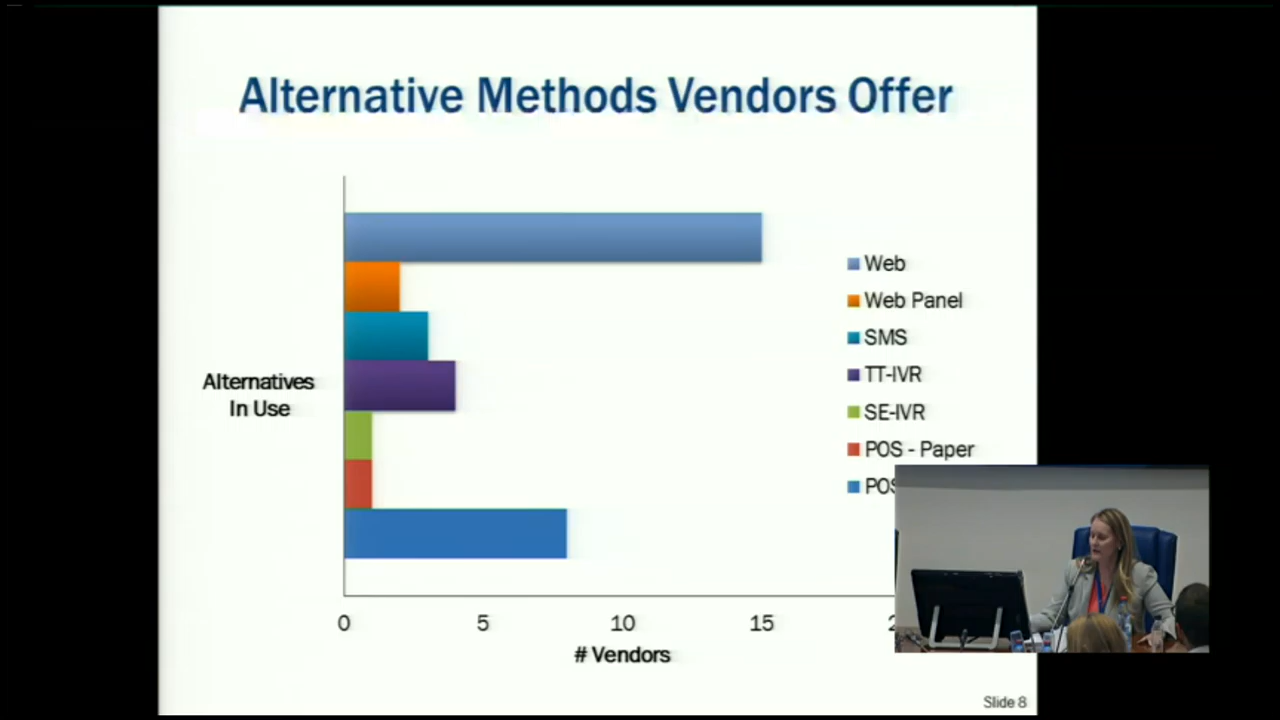 Alternative Methods Vendors Offer
Web
Web Panel
SMS
TT-IVR
SE-IVR
POS - Paper
Alternatives
In Use
0 5 10 15
# Vendors
Slide 8